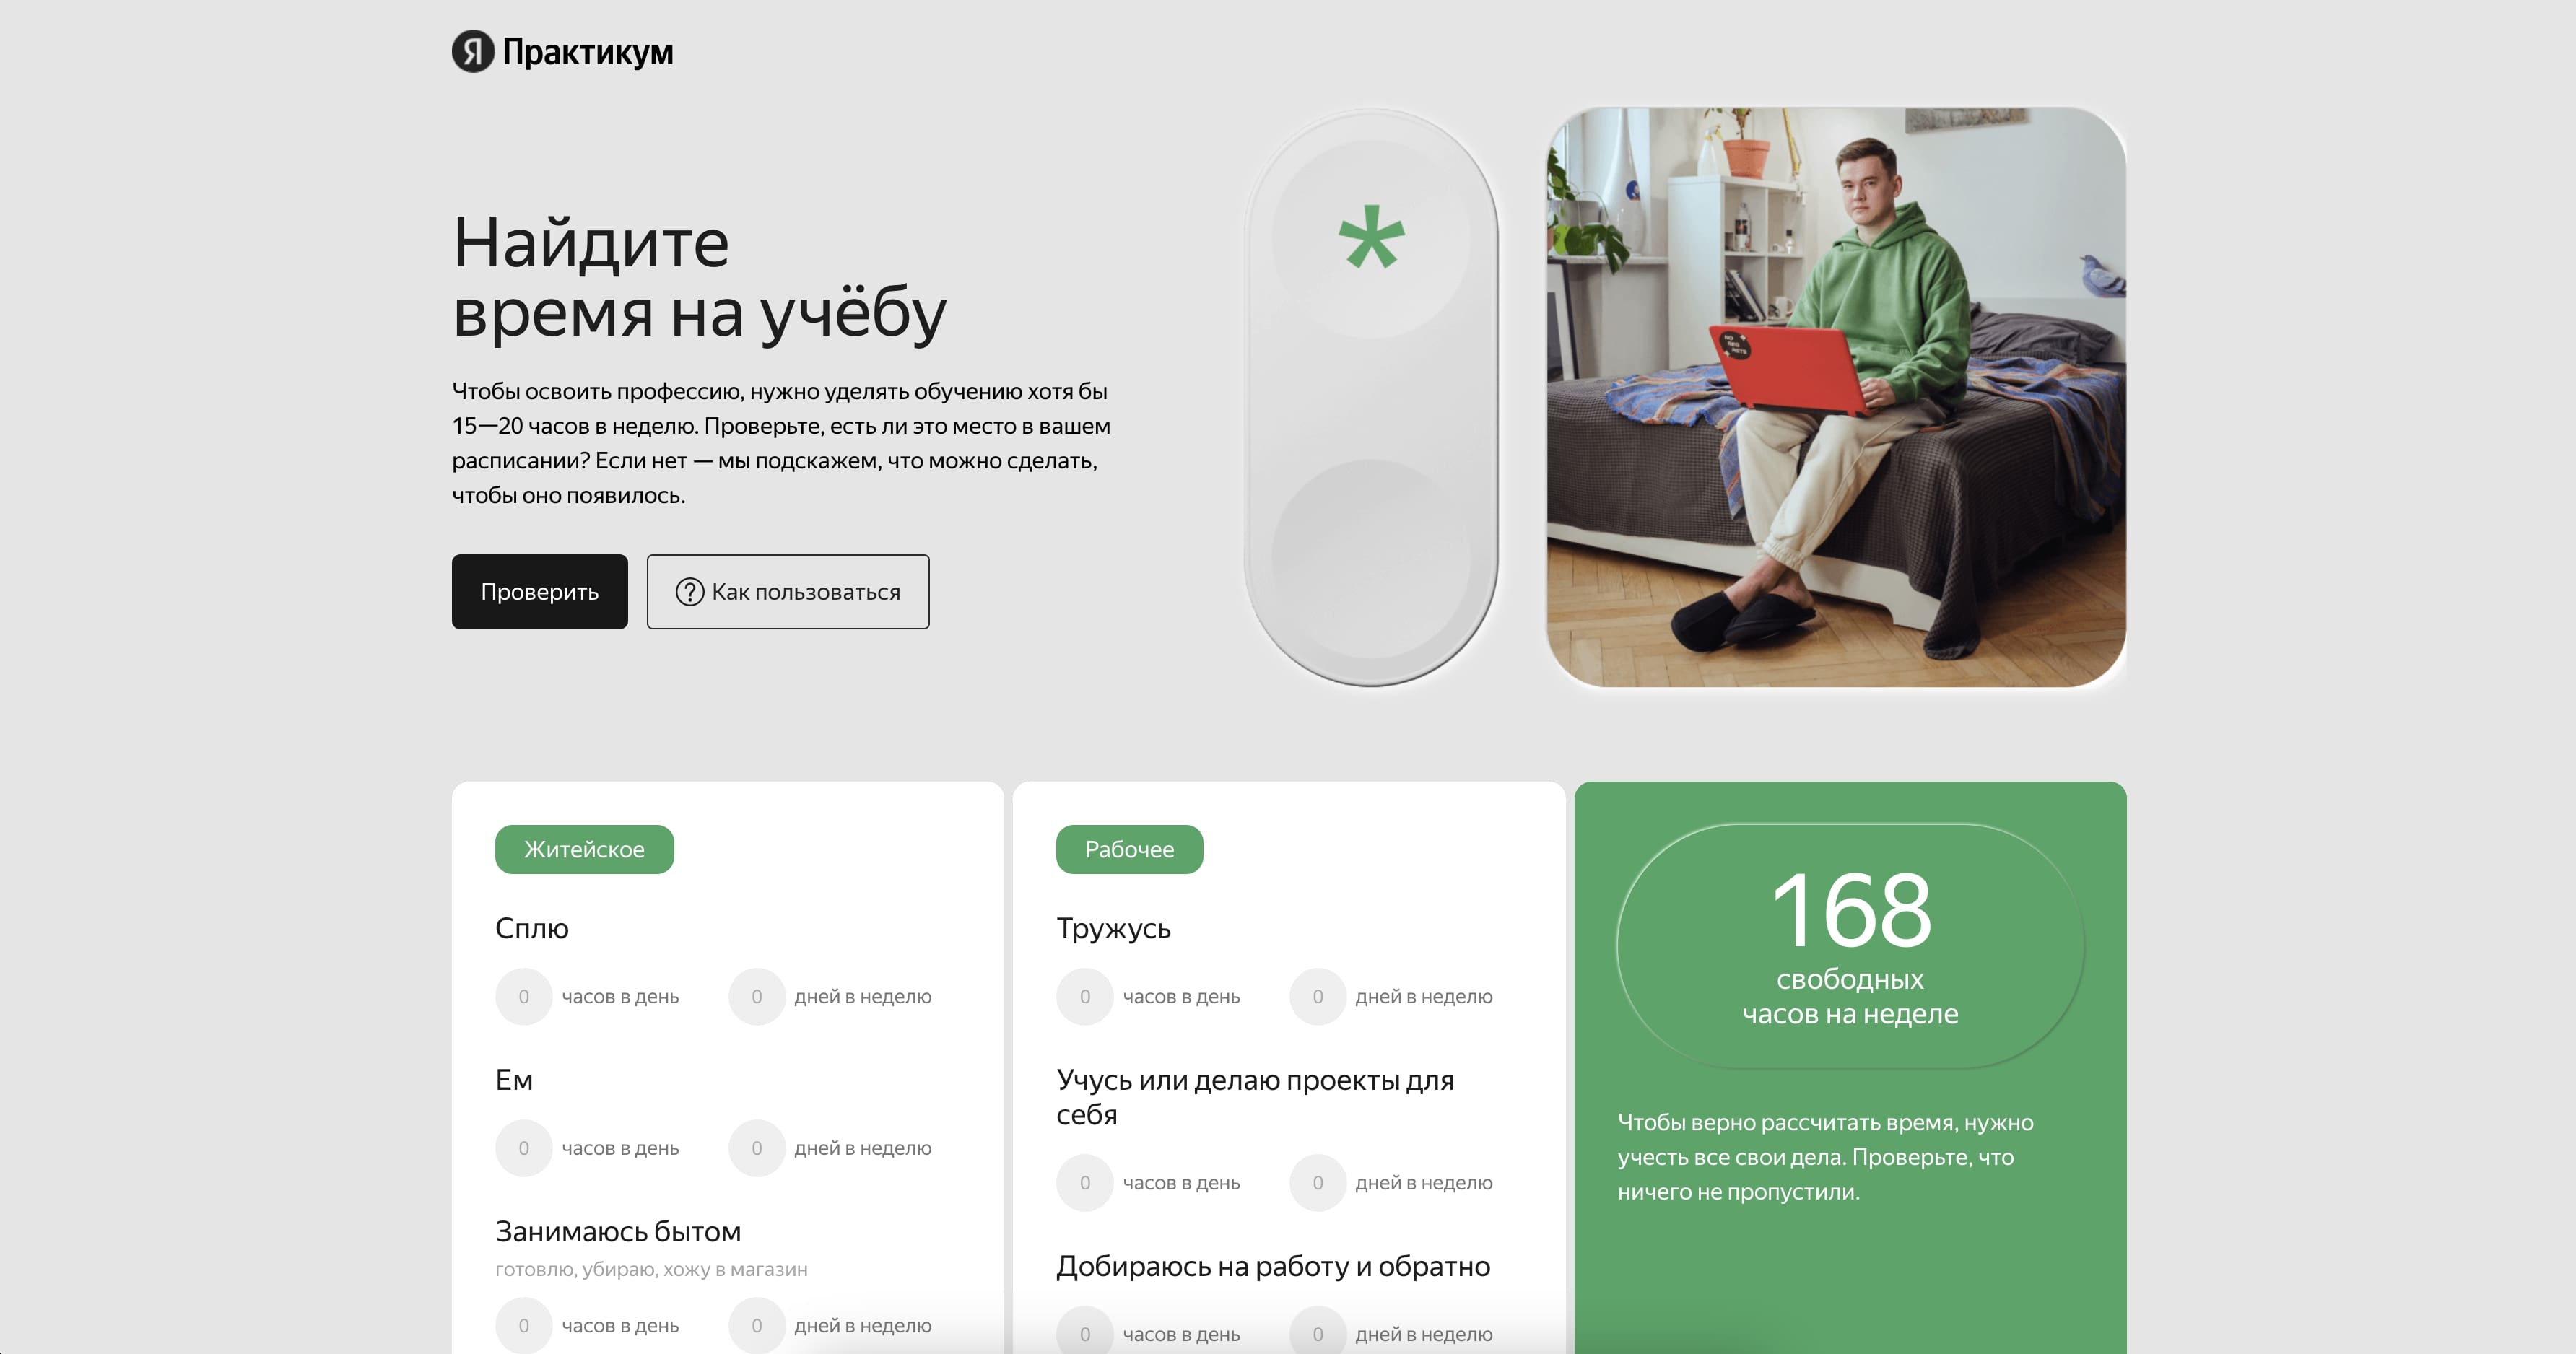 Я Практикум
Найдите
время на учёбу
Чтобы освоить профессию, нужно уделять обучению хотя бы
15—20 часов в неделю. Проверьте, есть ли это место в вашем
расписании? Если нет — мы подскажем, что можно сделать,
чтобы оно появилось.
Проверить
? Как пользоваться
*
Житейское
Сплю
0 часов в день 0 дней в неделю
Ем
0 часов в день 0 дней в неделю
Занимаюсь бытом
готовлю, убираю, хожу в магазин
0 часов в день 0 дней в неделю
Рабочее
Тружусь
0 часов в день 0 дней в неделю
Учусь или делаю проекты для
себя
0 часов в день 0 дней в неделю
Добираюсь на работу и обратно
0 часов в день 0 дней в неделю
168
свободных
часов на неделе
Чтобы верно рассчитать время, нужно
учесть все свои дела. Проверьте, что
ничего не пропустили.